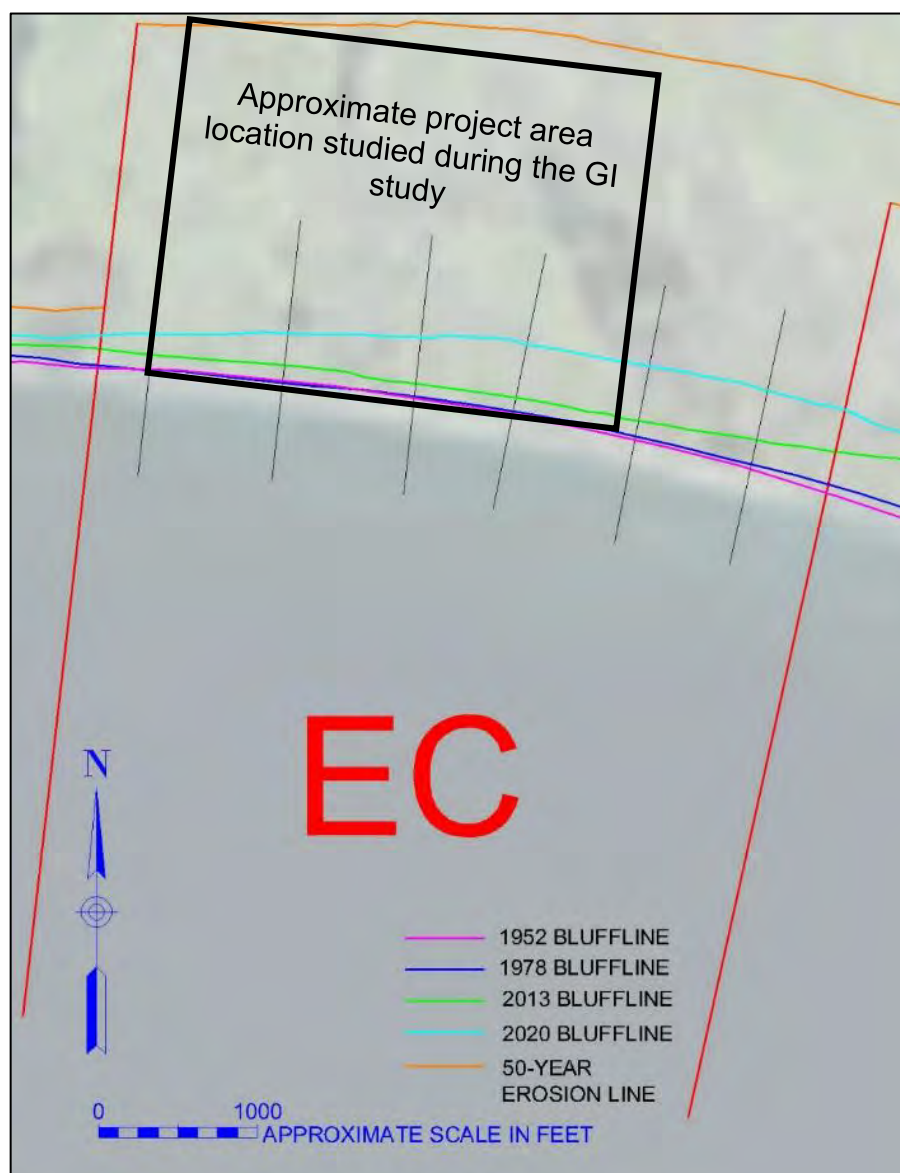 Approximate project area
location studied during the GI
study
EC
N
1952 BLUFFLINE
1978 BLUFFLINE
2013 BLUFFLINE
2020 BLUFFLINE
50-YEAR
EROSION LINE
0 1000
APPROXIMATE SCALE IN FEET